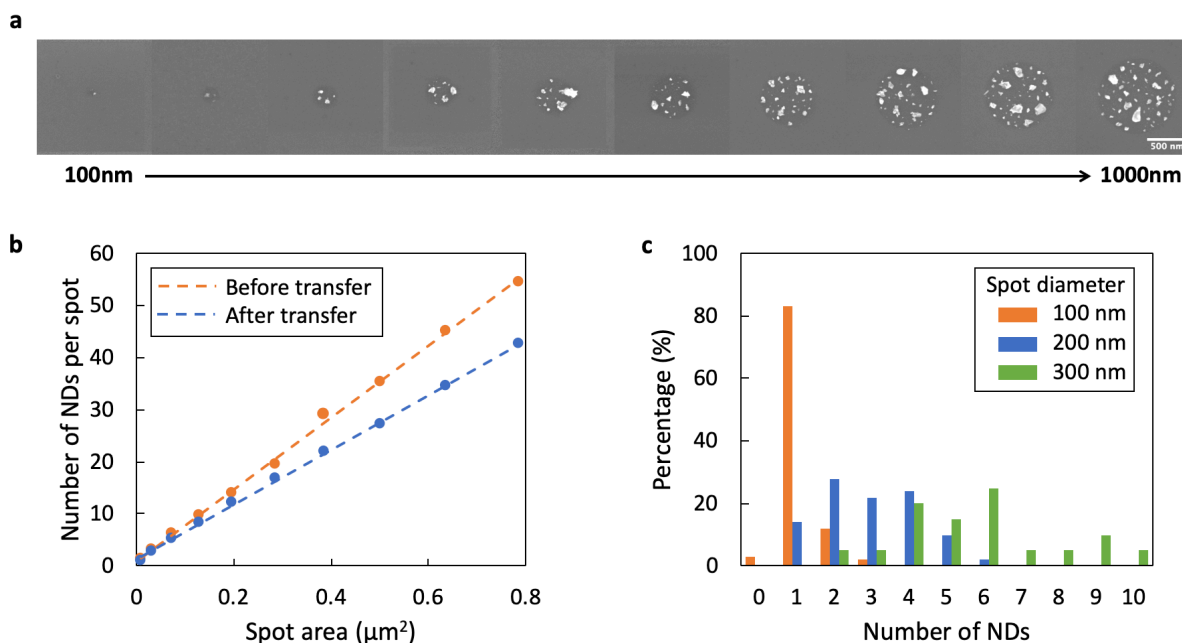 a
500 nm
100nm
1000nm
b
60
50
40
30
20
10
0
Number of NDs per spot
Before transfer
After transfer
0
0.2
0.4
0.6
0.8
Spot area (µm²)
c
100
80
60
40
20
0
Percentage (%)
Spot diameter
100 nm
200 nm
300 nm
0 1 2 3 4 5 6 7 8 9 10
Number of NDs